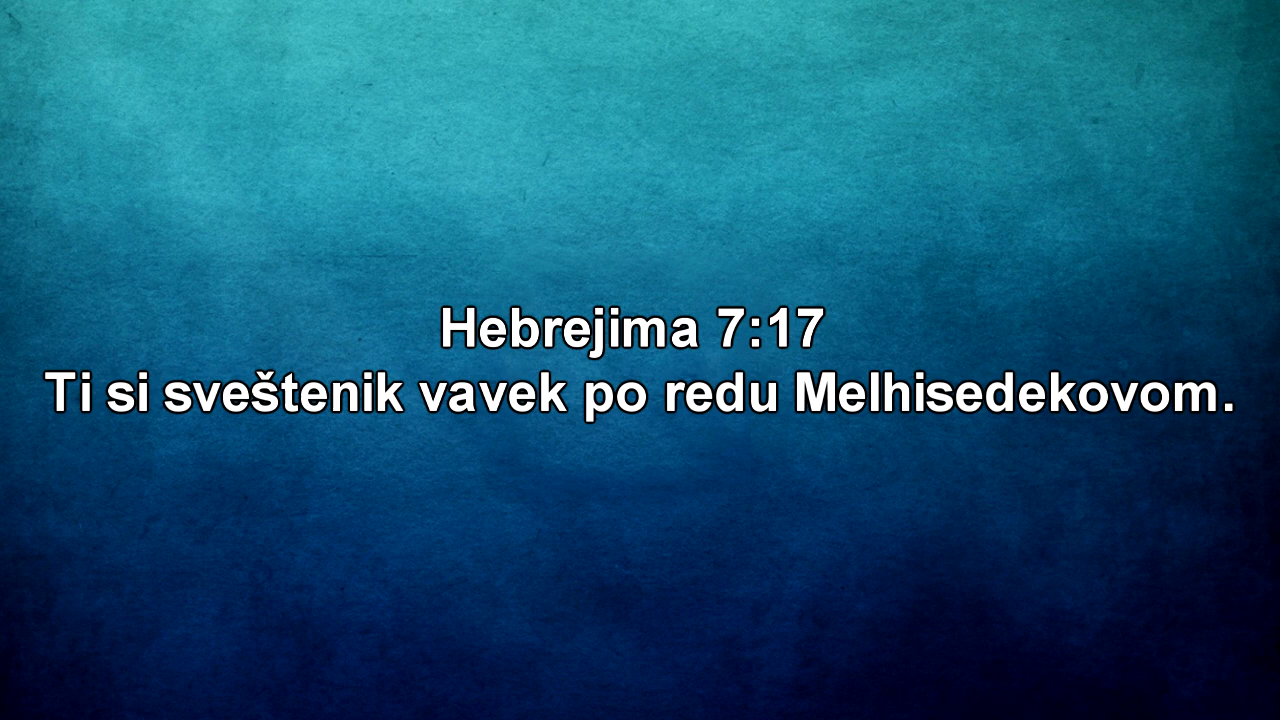 Hebrejima 7:17
Ti si sveštenik vavek po redu Melhisedekovom.